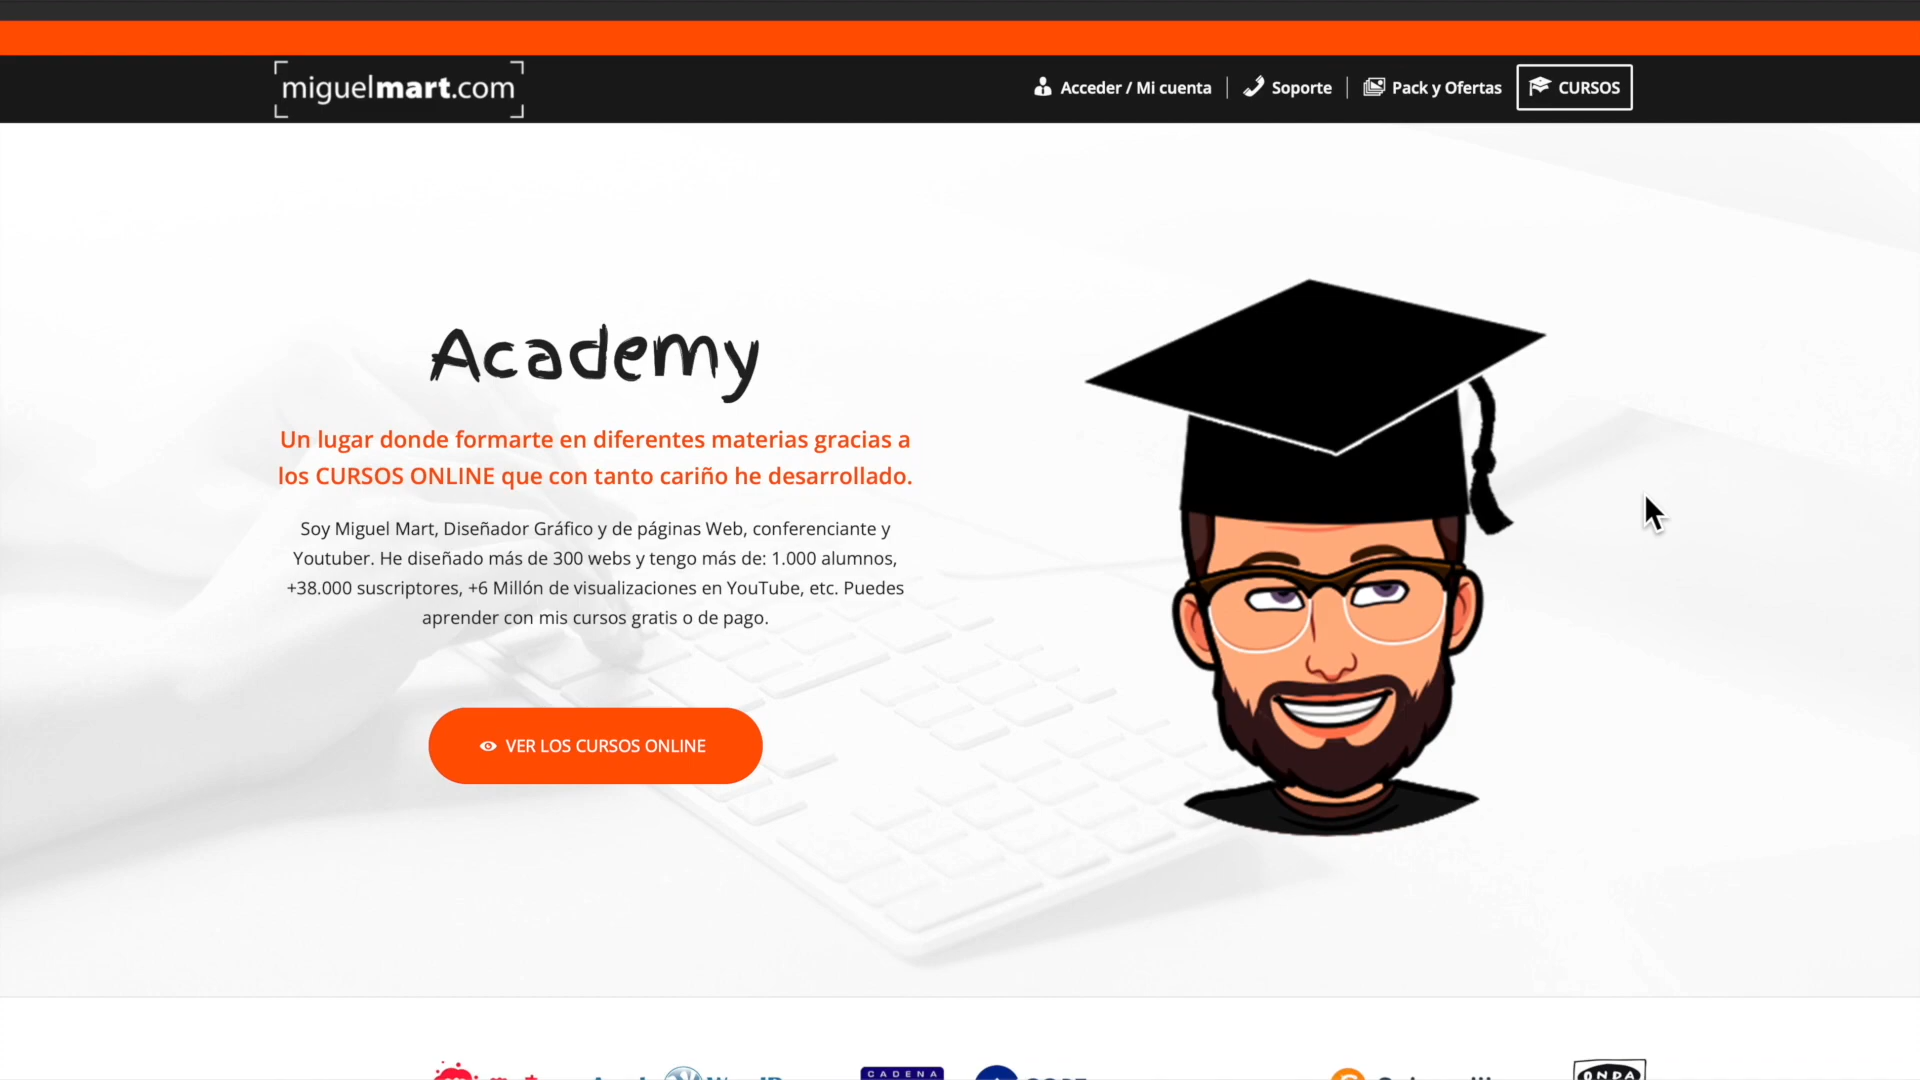 miguelmart.com
Acceder / Mi cuenta
Soporte
Pack y Ofertas
CURSOS
Academy
Un lugar donde formarte en diferentes materias gracias a
los CURSOS ONLINE que con tanto cariño he desarrollado.
Soy Miguel Mart, Diseñador Gráfico y de páginas Web, conferenciante y
Youtuber. He diseñado más de 300 webs y tengo más de: 1.000 alumnos,
+38.000 suscriptores, +6 Millón de visualizaciones en YouTube, etc. Puedes
aprender con mis cursos gratis o de pago.
VER LOS CURSOS ONLINE
CADENA
ONDA